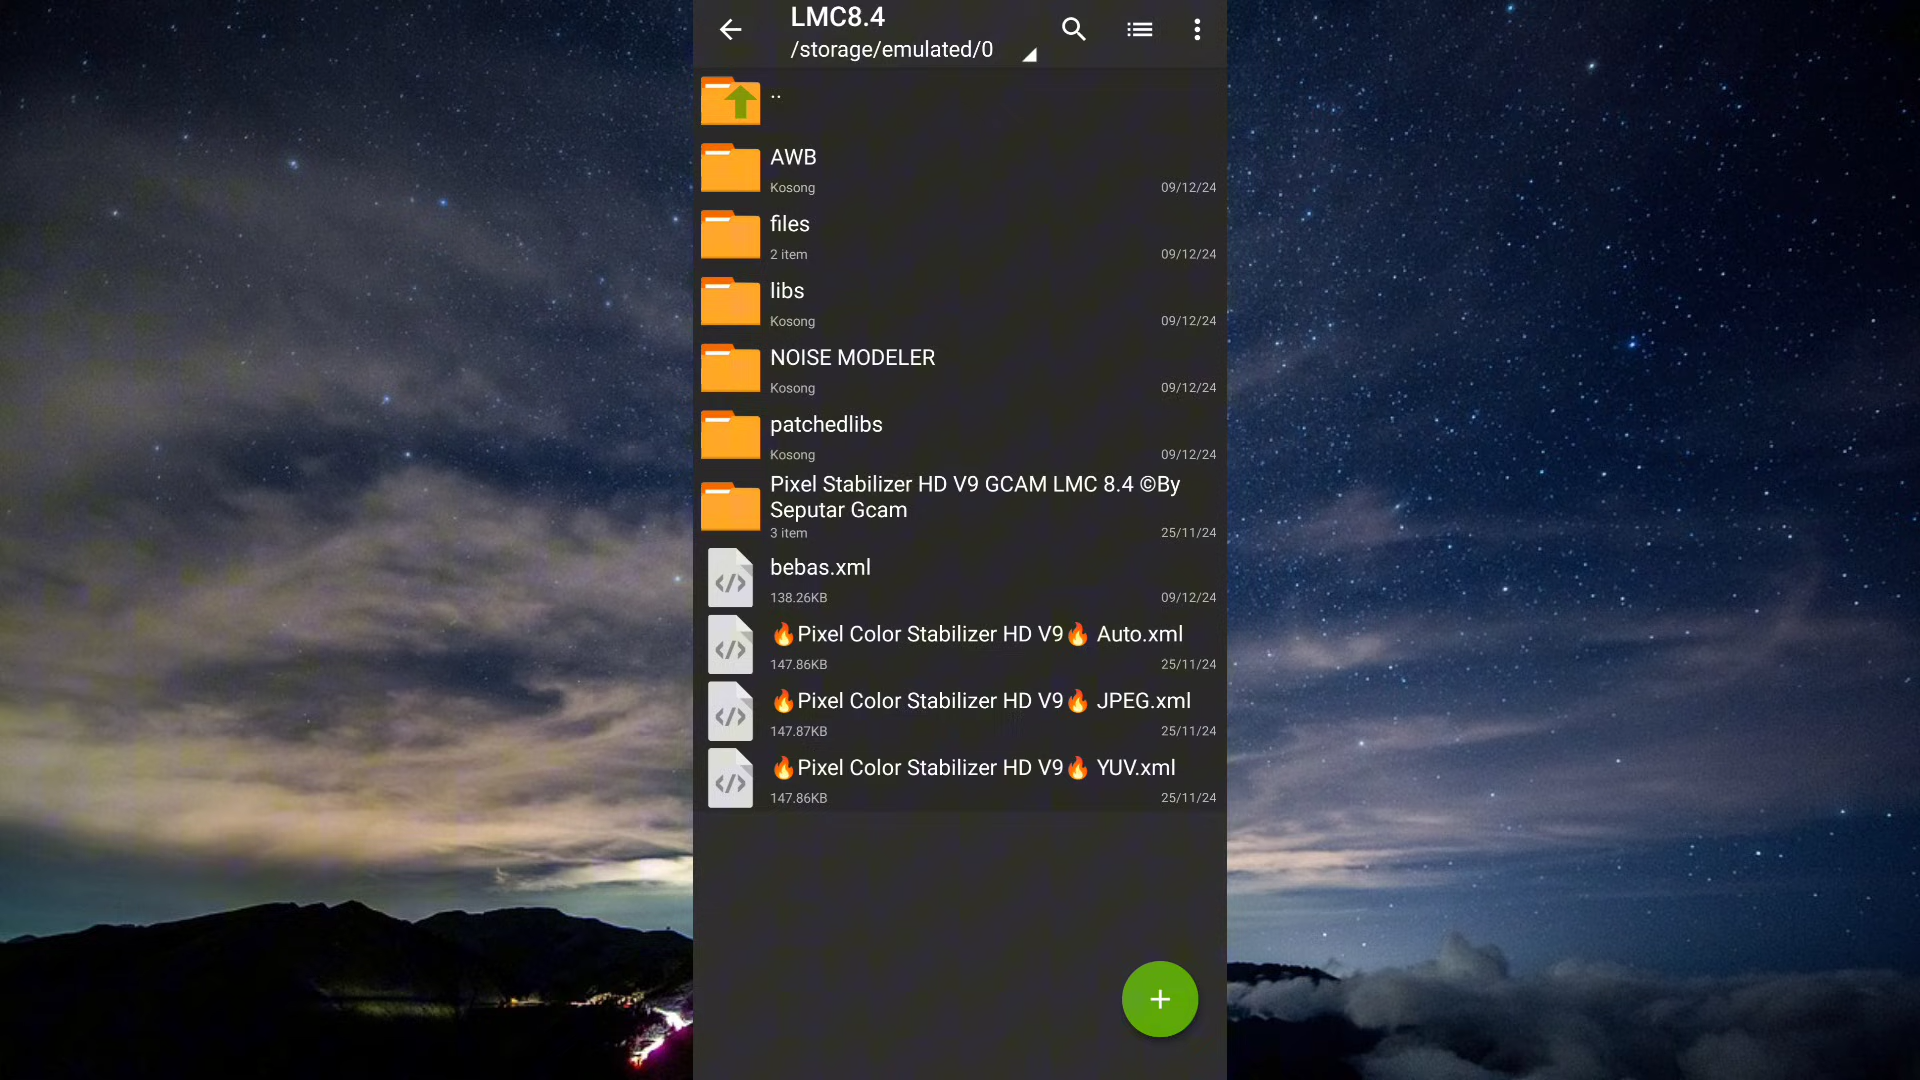 LMC8.4
/storage/emulated/0
..
AWB
Kosong 09/12/24
files
2 item 09/12/24
libs
Kosong 09/12/24
NOISE MODELER
Kosong 09/12/24
patchedlibs
Kosong 09/12/24
Pixel Stabilizer HD V9 GCAM LMC 8.4 ©By
Seputar Gcam
3 item 25/11/24
bebas.xml
138.26KB 09/12/24
🔥Pixel Color Stabilizer HD V9🔥 Auto.xml
147.86KB 25/11/24
🔥Pixel Color Stabilizer HD V9🔥 JPEG.xml
147.87KB 25/11/24
🔥Pixel Color Stabilizer HD V9🔥 YUV.xml
147.86KB 25/11/24